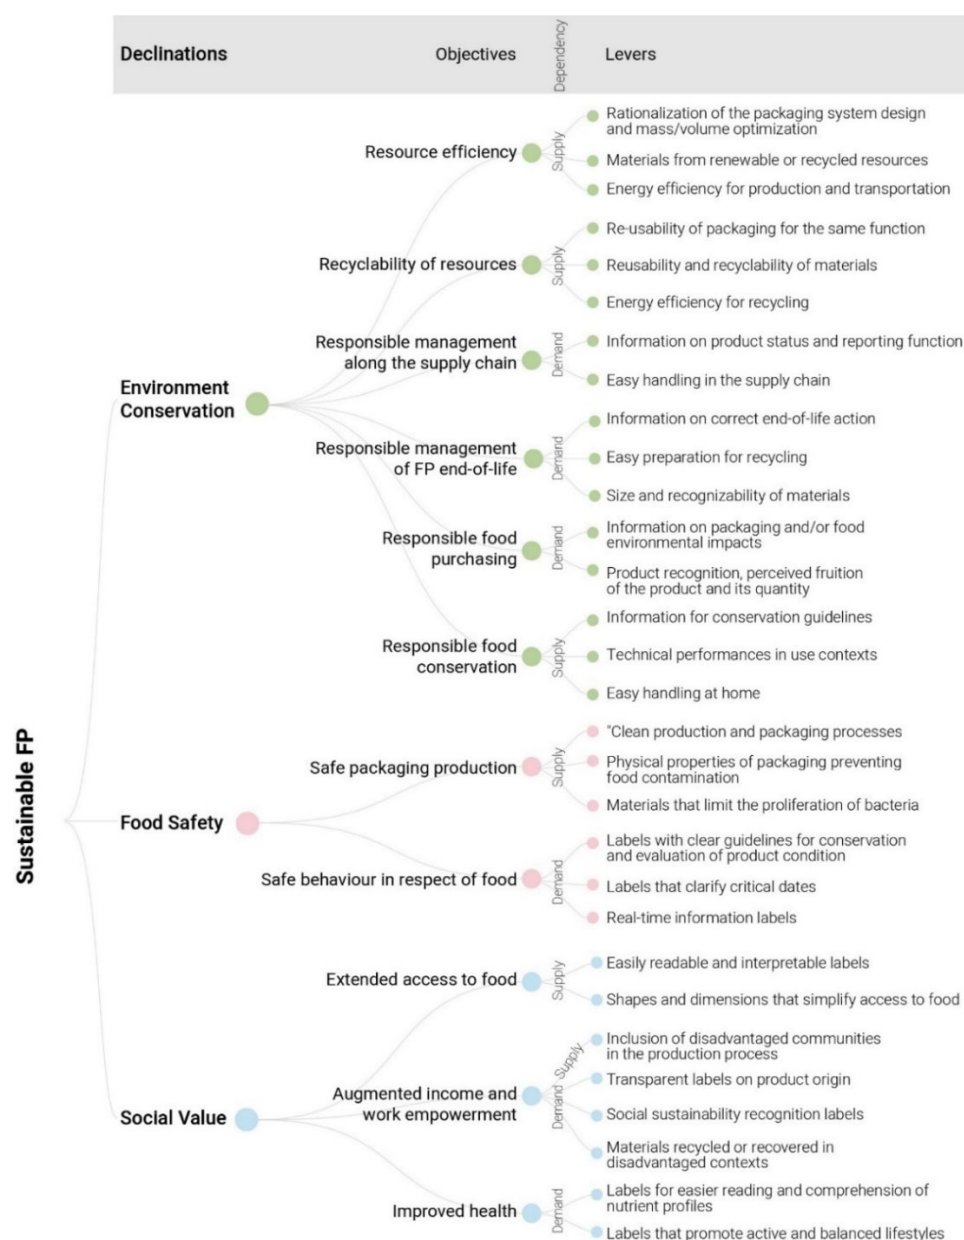 Declinations
Objectives
Dependency
Levers
Sustainable FP
Environment
Conservation
Resource efficiency
Supply
Rationalization of the packaging system design
and mass/volume optimization
Materials from renewable or recycled resources
Energy efficiency for production and transportation
Recyclability of resources
Supply
Re-usability of packaging for the same function
Reusability and recyclability of materials
Energy efficiency for recycling
Responsible management
along the supply chain
Demand
Information on product status and reporting function
Easy handling in the supply chain
Responsible management
of FP end-of-life
Demand
Information on correct end-of-life action
Easy preparation for recycling
Size and recognizability of materials
Responsible food
purchasing
Demand
Information on packaging and/or food
environmental impacts
Product recognition, perceived fruition
of the product and its quantity
Responsible food
conservation
Supply
Information for conservation guidelines
Technical performances in use contexts
Easy handling at home
Food Safety
Safe packaging production
Supply
"Clean production and packaging processes
Physical properties of packaging preventing
food contamination
Materials that limit the proliferation of bacteria
Safe behaviour in respect of food
Demand
Labels with clear guidelines for conservation
and evaluation of product condition
Labels that clarify critical dates
Real-time information labels
Social Value
Extended access to food
Supply
Easily readable and interpretable labels
Shapes and dimensions that simplify access to food
Augmented income and
work empowerment
Supply
Demand
Inclusion of disadvantaged communities
in the production process
Transparent labels on product origin
Social sustainability recognition labels
Materials recycled or recovered in
disadvantaged contexts
Improved health
Demand
Labels for easier reading and comprehension of
nutrient profiles
Labels that promote active and balanced lifestyles